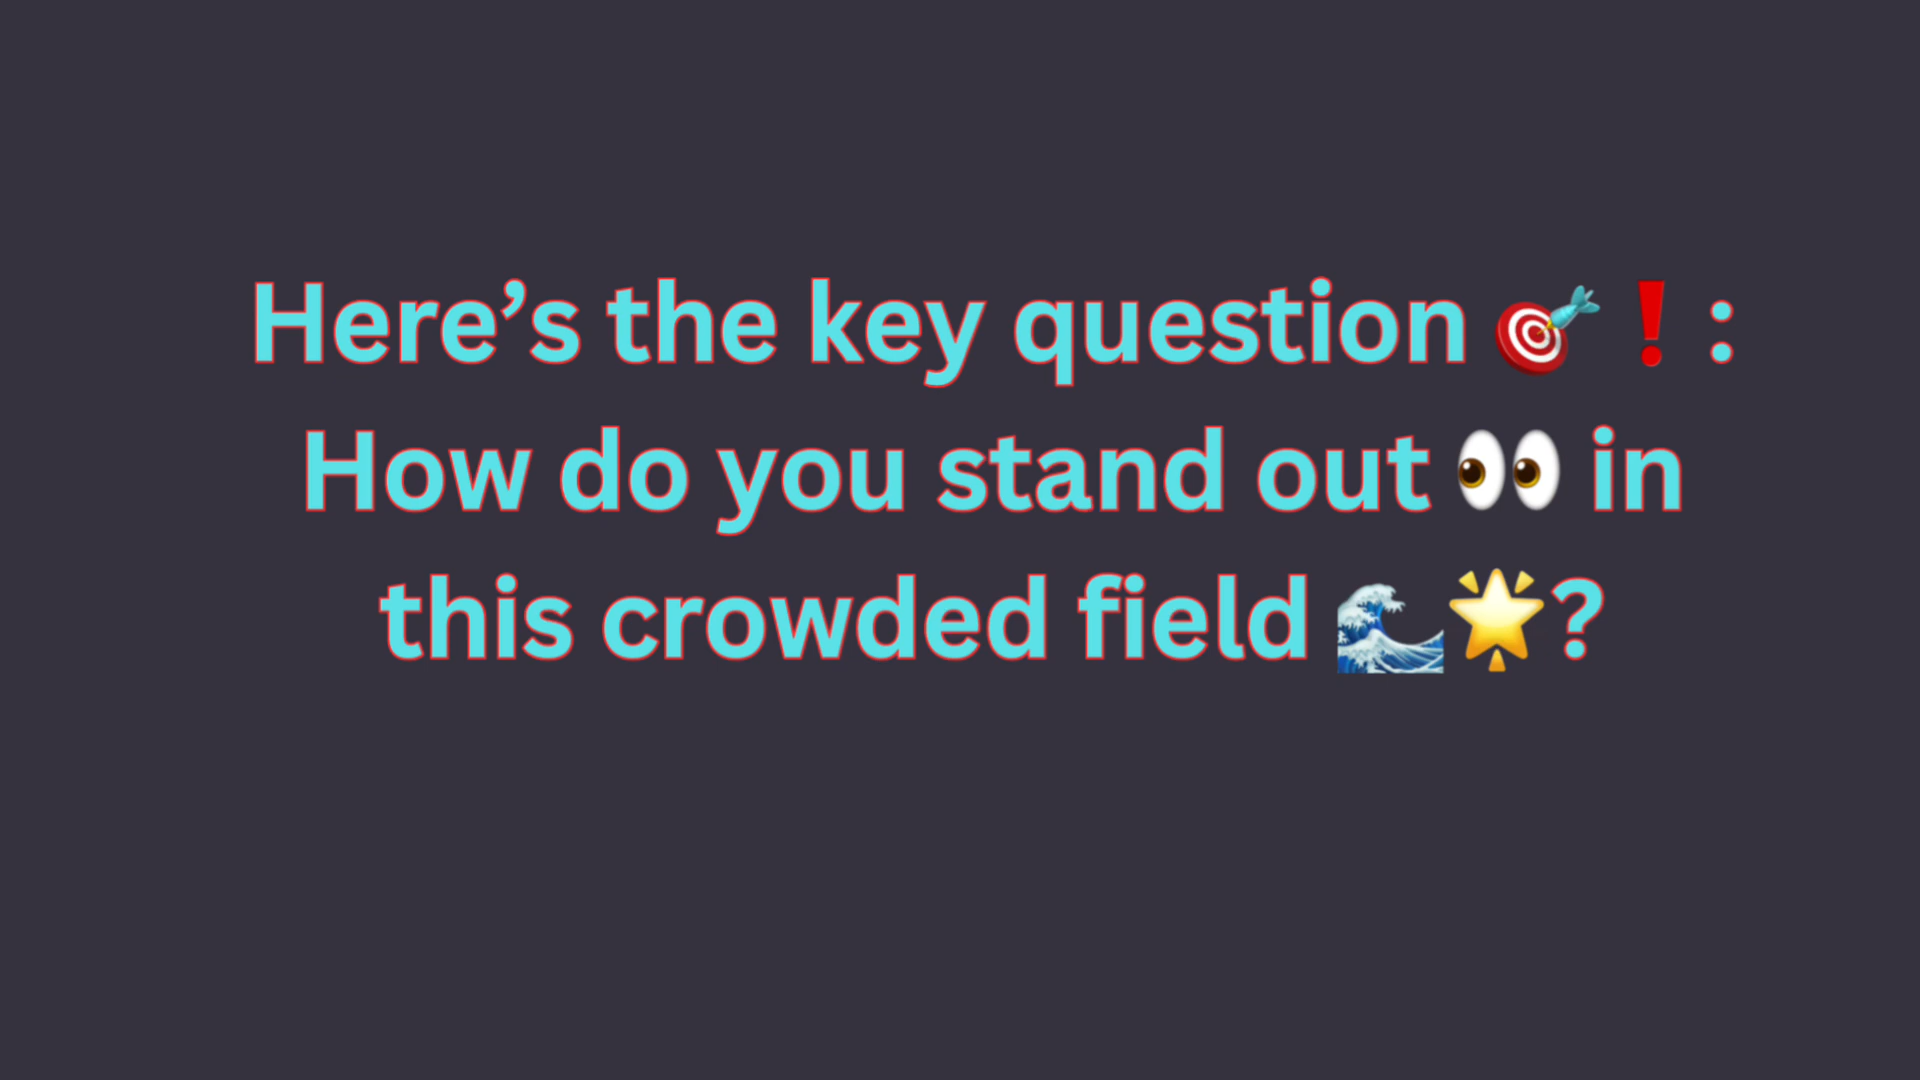 Here’s the key question 🎯❗:
How do you stand out 👀 in
this crowded field 🌊🌟?